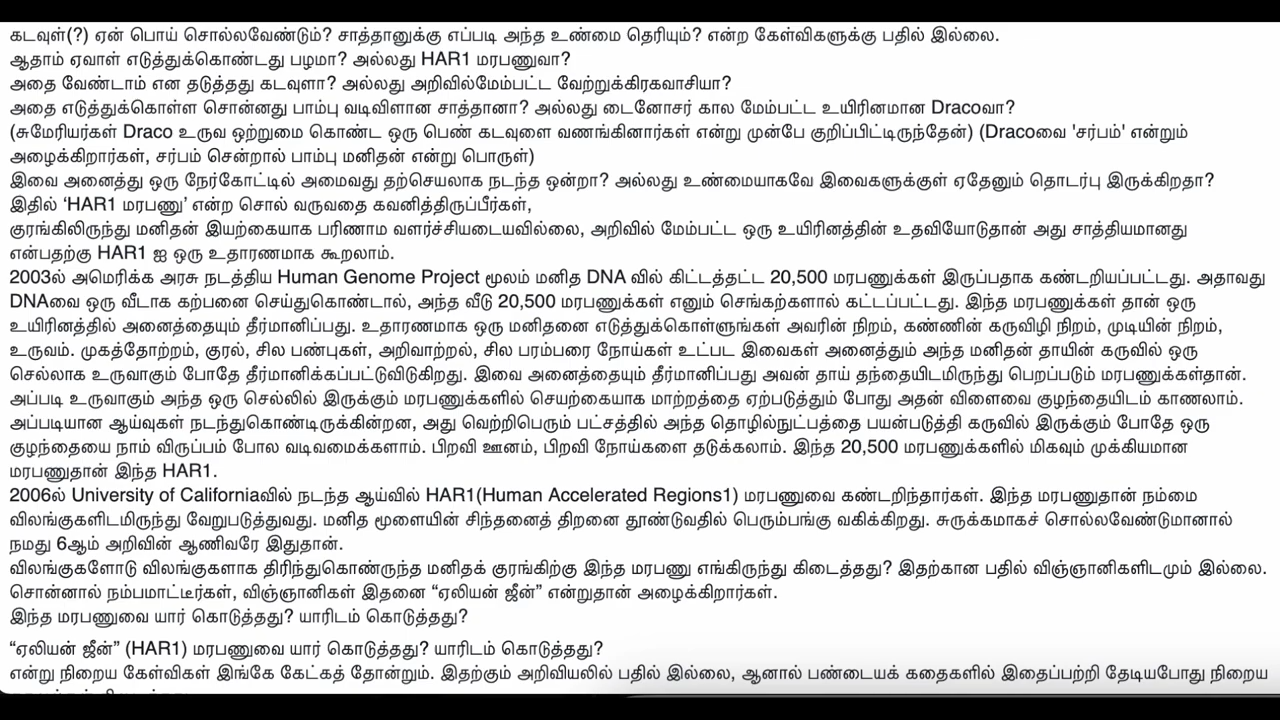 கடவுள்(?) ஏன் பொய் சொல்லவேண்டும்? சாத்தானுக்கு எப்படி அந்த உண்மை தெரியும்? என்ற கேள்விகளுக்கு பதில் இல்லை.
ஆதாம் ஏவாள் எடுத்துக்கொண்டது பழமா? அல்லது HAR1 மரபணுவா?
அதை வேண்டாம் என தடுத்தது கடவுளா? அல்லது அறிவில்மேம்பட்ட வேற்றுக்கிரகவாசியா?
அதை எடுத்துக்கொள்ள சொன்னது பாம்பு வடிவிளான சாத்தானா? அல்லது டைனோசர் கால மேம்பட்ட உயிரினமான Dracoவா?
(சுமேரியர்கள் Draco உருவ ஒற்றுமை கொண்ட ஒரு பெண் கடவுளை வணங்கினார்கள் என்று முன்பே குறிப்பிட்டிருந்தேன்) (Dracoவை 'சர்பம்' என்றும்
அழைக்கிறார்கள், சர்பம் சென்றால் பாம்பு மனிதன் என்று பொருள்)
இவை அனைத்து ஒரு நேர்கோட்டில் அமைவது தற்செயலாக நடந்த ஒன்றா? அல்லது உண்மையாகவே இவைகளுக்குள் ஏதேனும் தொடர்பு இருக்கிறதா?
இதில் ‘HAR1 மரபணு’ என்ற சொல் வருவதை கவனித்திருப்பீர்கள்,
குரங்கிலிருந்து மனிதன் இயற்கையாக பரிணாம வளர்ச்சியடையவில்லை, அறிவில் மேம்பட்ட ஒரு உயிரினத்தின் உதவியோடுதான் அது சாத்தியமானது
என்பதற்கு HAR1 ஐ ஒரு உதாரணமாக கூறலாம்.
2003ல் அமெரிக்க அரசு நடத்திய Human Genome Project மூலம் மனித DNA வில் கிட்டத்தட்ட 20,500 மரபணுக்கள் இருப்பதாக கண்டறியப்பட்டது. அதாவது
DNAவை ஒரு வீடாக கற்பனை செய்துகொண்டால், அந்த வீடு 20,500 மரபணுக்கள் எனும் செங்கற்களால் கட்டப்பட்டது. இந்த மரபணுக்கள் தான் ஒரு
உயிரினத்தில் அனைத்தையும் தீர்மானிப்பது. உதாரணமாக ஒரு மனிதனை எடுத்துக்கொள்ளுங்கள் அவரின் நிறம், கண்ணின் கருவிழி நிறம், முடியின் நிறம்,
உருவம். முகத்தோற்றம், குரல், சில பண்புகள், அறிவாற்றல், சில பரம்பரை நோய்கள் உட்பட இவைகள் அனைத்தும் அந்த மனிதன் தாயின் கருவில் ஒரு
செல்லாக உருவாகும் போதே தீர்மானிக்கப்பட்டுவிடுகிறது. இவை அனைத்தையும் தீர்மானிப்பது அவன் தாய் தந்தையிடமிருந்து பெறப்படும் மரபணுக்கள்தான்.
அப்படி உருவாகும் அந்த ஒரு செல்லில் இருக்கும் மரபணுக்களில் செயற்கையாக மாற்றத்தை ஏற்படுத்தும் போது அதன் விளைவை குழந்தையிடம் காணலாம்.
அப்படியான ஆய்வுகள் நடந்துகொண்டிருக்கின்றன, அது வெற்றிபெரும் பட்சத்தில் அந்த தொழில்நுட்பத்தை பயன்படுத்தி கருவில் இருக்கும் போதே ஒரு
குழந்தையை நாம் விருப்பம் போல வடிவமைக்களாம். பிறவி ஊனம், பிறவி நோய்களை தடுக்கலாம். இந்த 20,500 மரபணுக்களில் மிகவும் முக்கியமான
மரபணுதான் இந்த HAR1.
2006ல் University of Californiaவில் நடந்த ஆய்வில் HAR1(Human Accelerated Regions1) மரபணுவை கண்டறிந்தார்கள். இந்த மரபணுதான் நம்மை
விலங்குகளிடமிருந்து வேறுபடுத்துவது. மனித மூளையின் சிந்தனைத் திறனை தூண்டுவதில் பெரும்பங்கு வகிக்கிறது. சுருக்கமாகச் சொல்லவேண்டுமானால்
நமது 6ஆம் அறிவின் ஆணிவரே இதுதான்.
விலங்குகளோடு விலங்குகளாக திரிந்துகொண்ருந்த மனிதக் குரங்கிற்கு இந்த மரபணு எங்கிருந்து கிடைத்தது? இதற்கான பதில் விஞ்ஞானிகளிடமும் இல்லை.
சொன்னால் நம்பமாட்டீர்கள், விஞ்ஞானிகள் இதனை “ஏலியன் ஜீன்” என்றுதான் அழைக்கிறார்கள்.
இந்த மரபணுவை யார் கொடுத்தது? யாரிடம் கொடுத்தது?
“ஏலியன் ஜீன்” (HAR1) மரபணுவை யார் கொடுத்தது? யாரிடம் கொடுத்தது?
என்று நிறைய கேள்விகள் இங்கே கேட்கத் தோன்றும். இதற்கும் அறிவியலில் பதில் இல்லை, ஆனால் பண்டையக் கதைகளில் இதைப்பற்றி தேடியபோது நிறைய